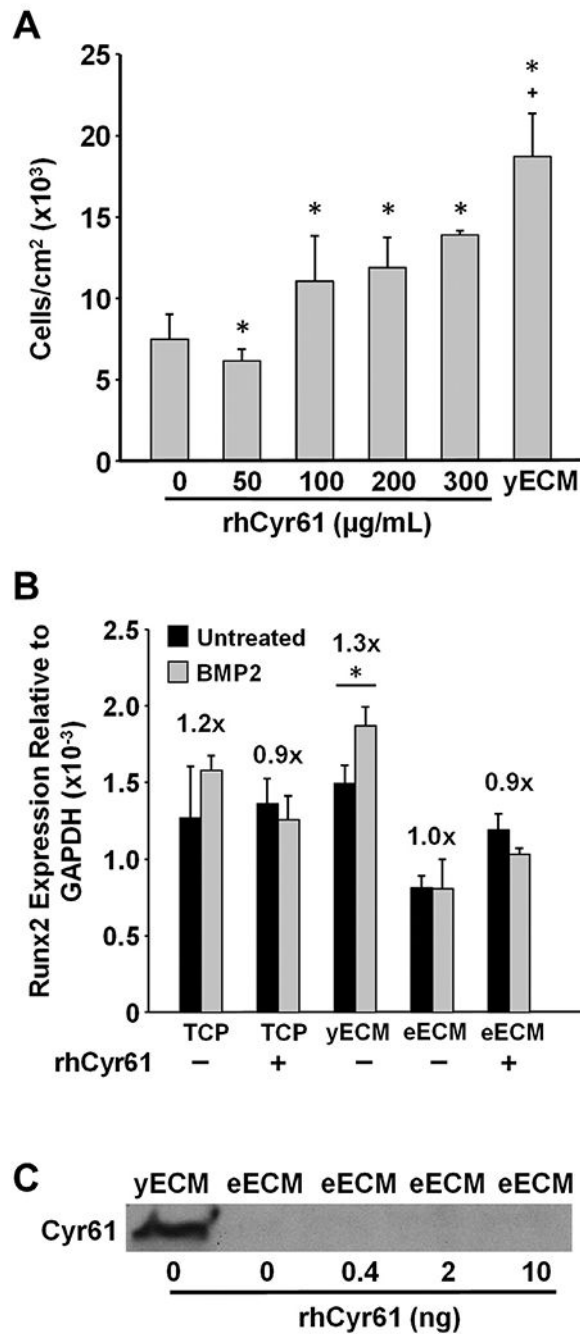 A
25
20
15
10
5
0
Cells/cm² (x10³)
*
*
*
*
*
+
0 50 100 200 300 yECM
rhCyr61 (µg/mL)
B
2.5
2.0
1.5
1.0
0.5
0
Runx2 Expression Relative to
GAPDH (x10⁻³)
Untreated
BMP2
1.2x
0.9x
1.3x
*
1.0x
0.9x
TCP TCP yECM eECM eECM
rhCyr61 – + – – +
C
yECM eECM eECM eECM eECM
Cyr61
0 0 0.4 2 10
rhCyr61 (ng)